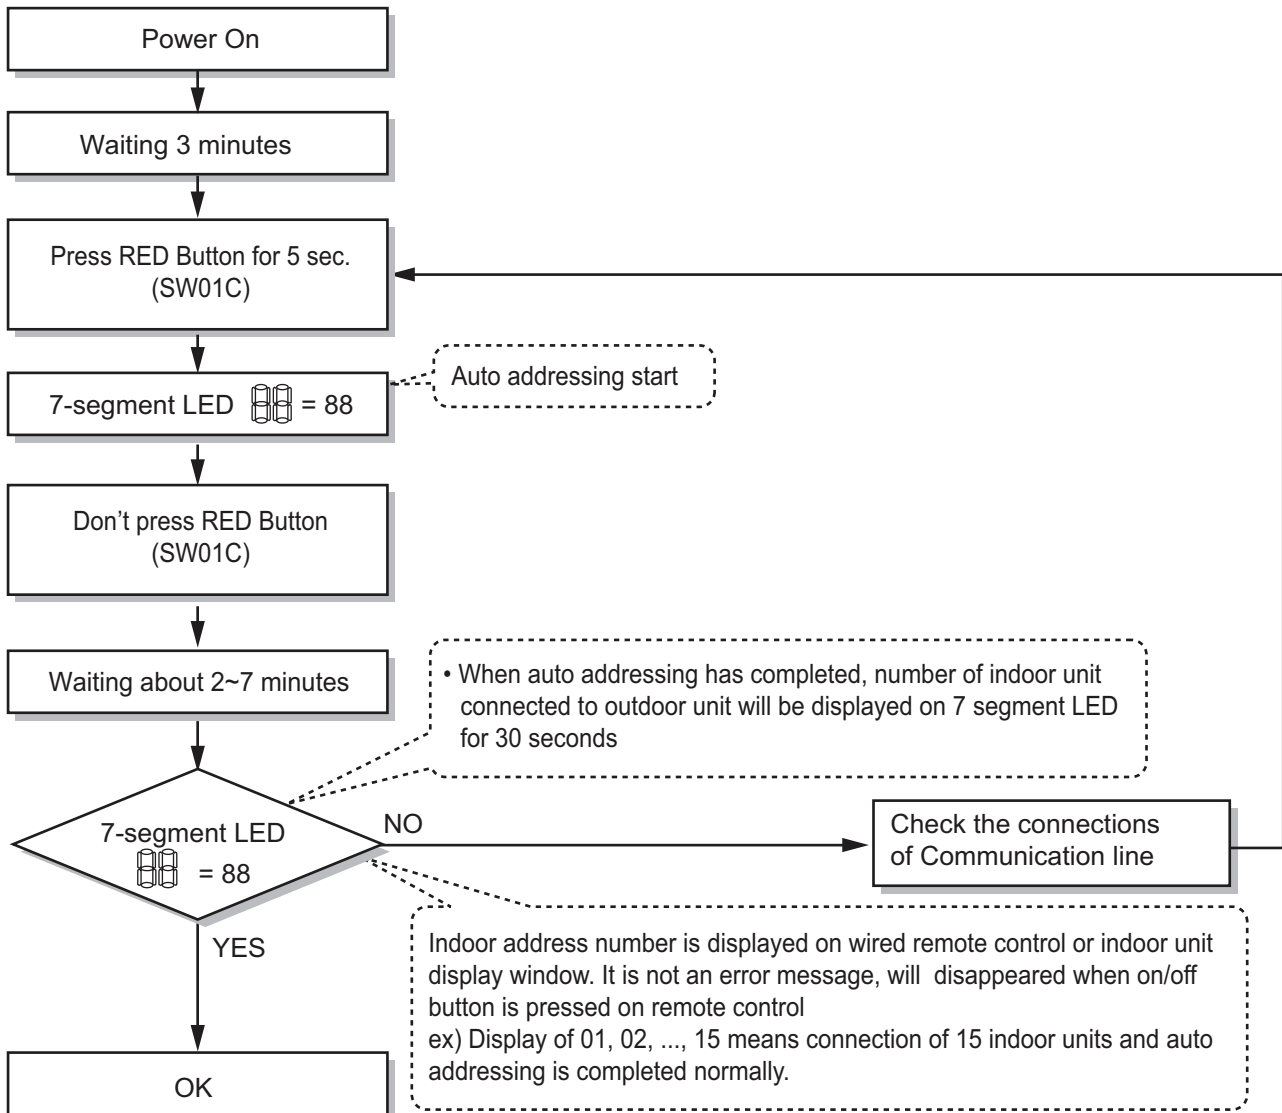 Power On
Waiting 3 minutes
Press RED Button for 5 sec.
(SW01C)
7-segment LED 88 = 88
Auto addressing start
Don’t press RED Button
(SW01C)
Waiting about 2~7 minutes
• When auto addressing has completed, number of indoor unit
connected to outdoor unit will be displayed on 7 segment LED
for 30 seconds
7-segment LED
88 = 88
NO
Check the connections
of Communication line
YES
Indoor address number is displayed on wired remote control or indoor unit
display window. It is not an error message, will disappeared when on/off
button is pressed on remote control
ex) Display of 01, 02, ..., 15 means connection of 15 indoor units and auto
addressing is completed normally.
OK